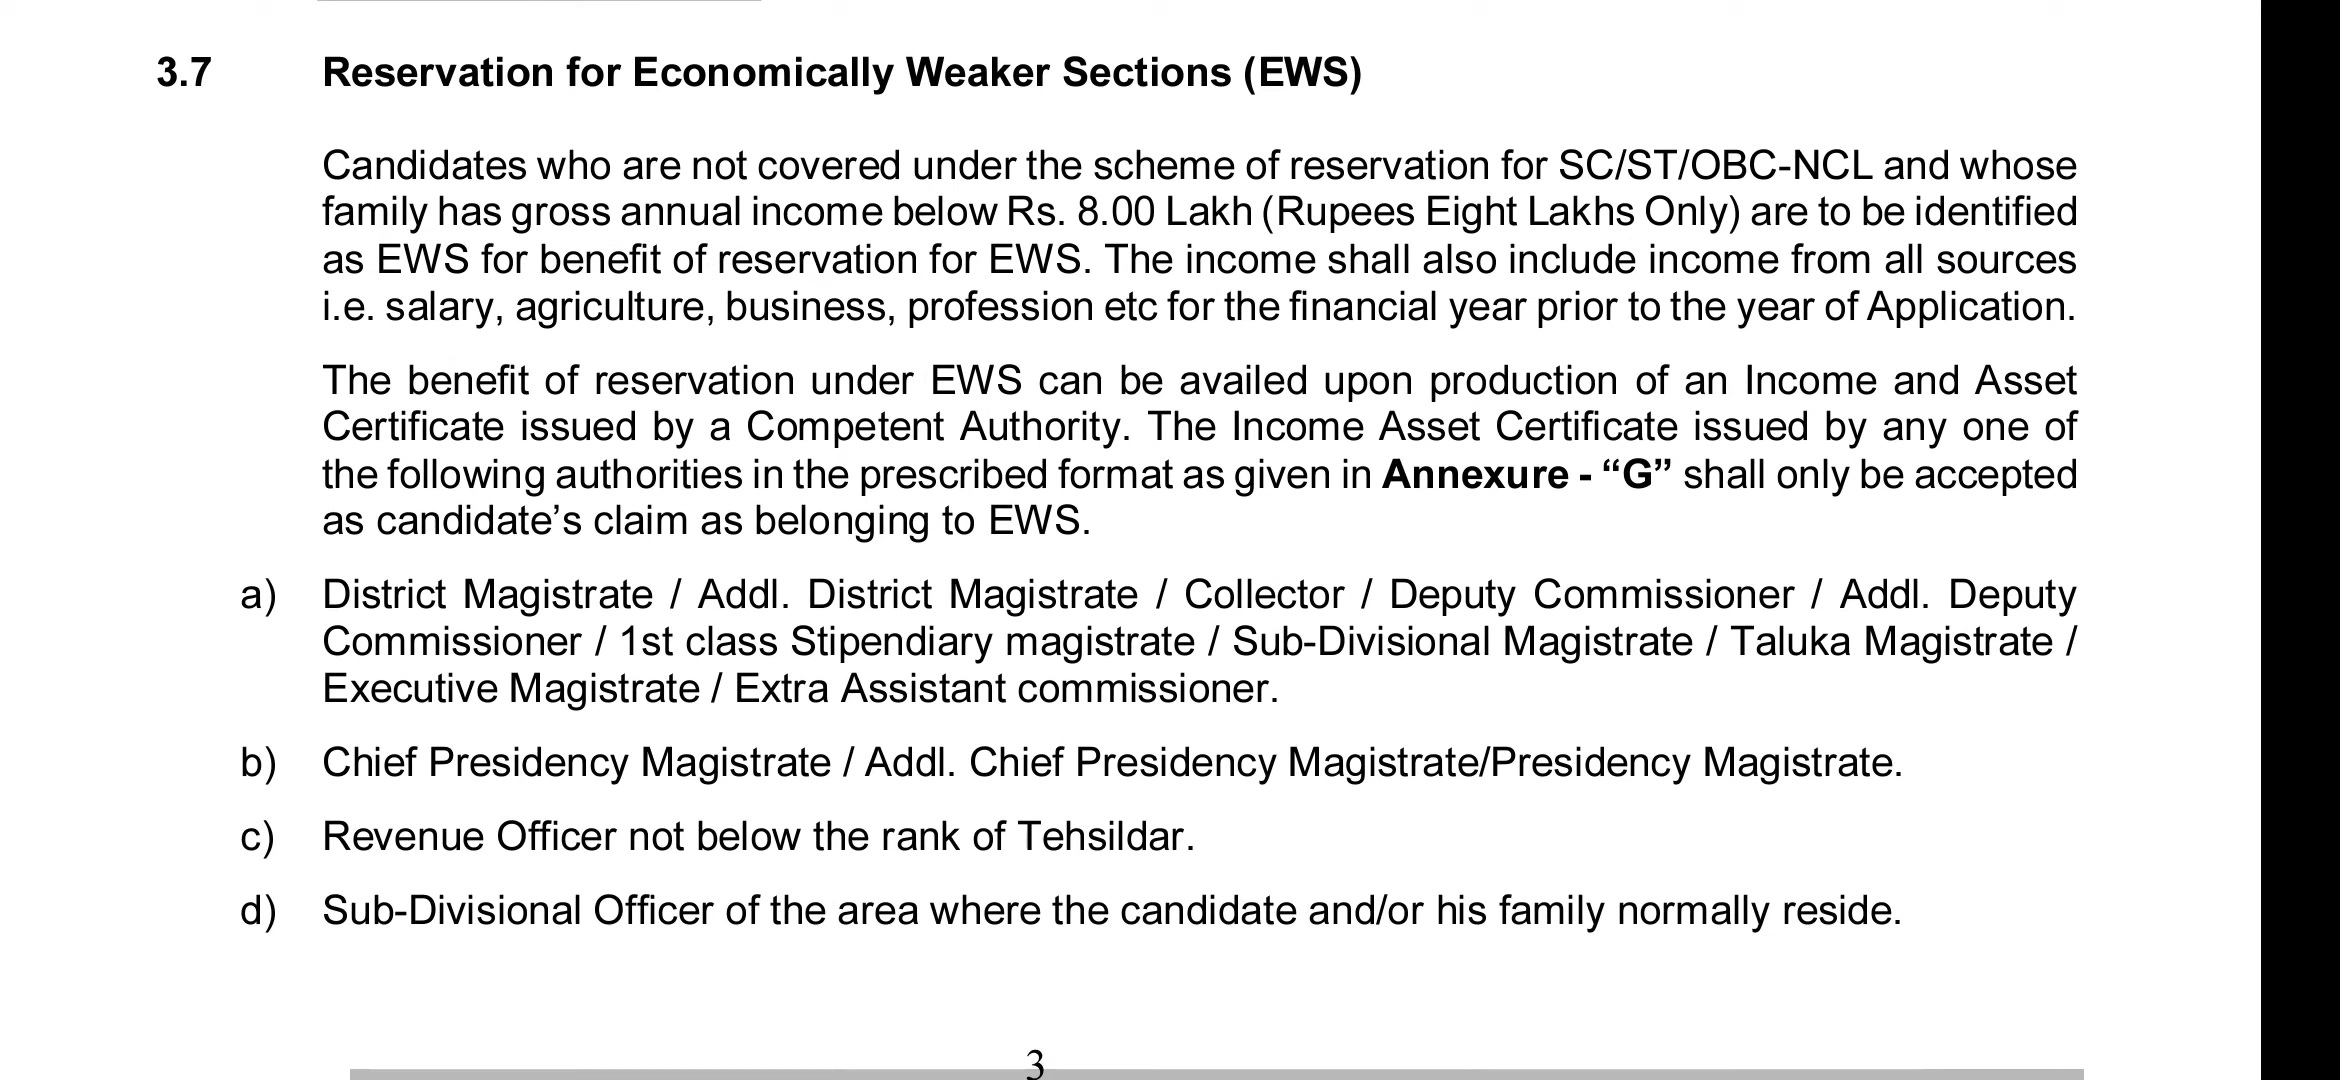 3.7 Reservation for Economically Weaker Sections (EWS)
Candidates who are not covered under the scheme of reservation for SC/ST/OBC-NCL and whose
family has gross annual income below Rs. 8.00 Lakh (Rupees Eight Lakhs Only) are to be identified
as EWS for benefit of reservation for EWS. The income shall also include income from all sources
i.e. salary, agriculture, business, profession etc for the financial year prior to the year of Application.
The benefit of reservation under EWS can be availed upon production of an Income and Asset
Certificate issued by a Competent Authority. The Income Asset Certificate issued by any one of
the following authorities in the prescribed format as given in Annexure - “G” shall only be accepted
as candidate’s claim as belonging to EWS.
a) District Magistrate / Addl. District Magistrate / Collector / Deputy Commissioner / Addl. Deputy
Commissioner / 1st class Stipendiary magistrate / Sub-Divisional Magistrate / Taluka Magistrate /
Executive Magistrate / Extra Assistant commissioner.
b) Chief Presidency Magistrate / Addl. Chief Presidency Magistrate/Presidency Magistrate.
c) Revenue Officer not below the rank of Tehsildar.
d) Sub-Divisional Officer of the area where the candidate and/or his family normally reside.
3